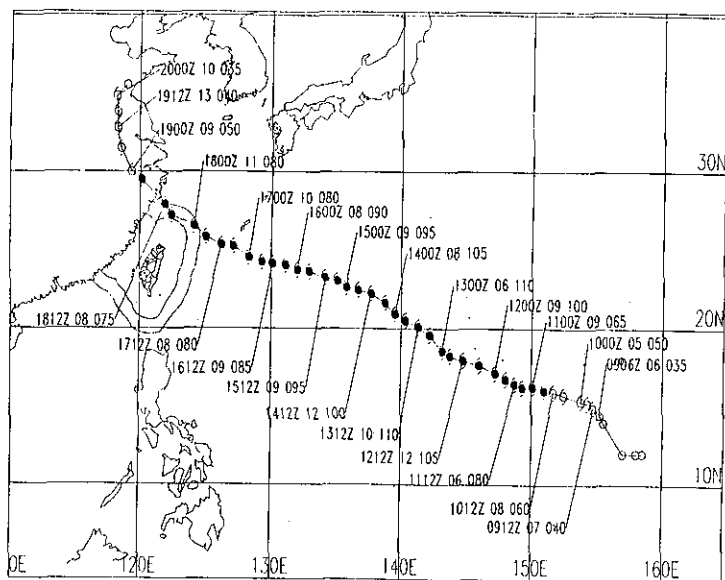 2000Z 10 035
1912Z 13 040
1900Z 09 050
1800Z 11 080
30N
1700Z 10 080
1600Z 08 090
1500Z 09 095
1400Z 08 105
1300Z 06 110
1200Z 09 100
1100Z 09 065
20N
1000Z 05 050
0906Z 06 035
1812Z 08 075
1712Z 08 080
1612Z 09 085
1512Z 09 095
1412Z 12 100
1312Z 10 110
1212Z 12 105
1112Z 06 080
10N
1012Z 08 060
0912Z 07 040
0E
120E
130E
140E
150E
160E